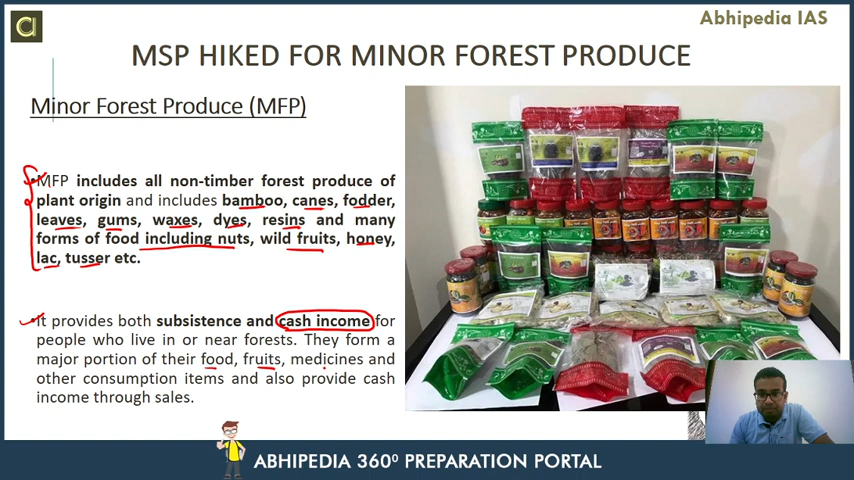 Abhipedia IAS
MSP HIKED FOR MINOR FOREST PRODUCE
Minor Forest Produce (MFP)
•MFP includes all non-timber forest produce of
plant origin and includes bamboo, canes, fodder,
leaves, gums, waxes, dyes, resins and many
forms of food including nuts, wild fruits, honey,
lac, tusser etc.
•It provides both subsistence and cash income for
people who live in or near forests. They form a
major portion of their food, fruits, medicines and
other consumption items and also provide cash
income through sales.
ABHIPEDIA 360⁰ PREPARATION PORTAL